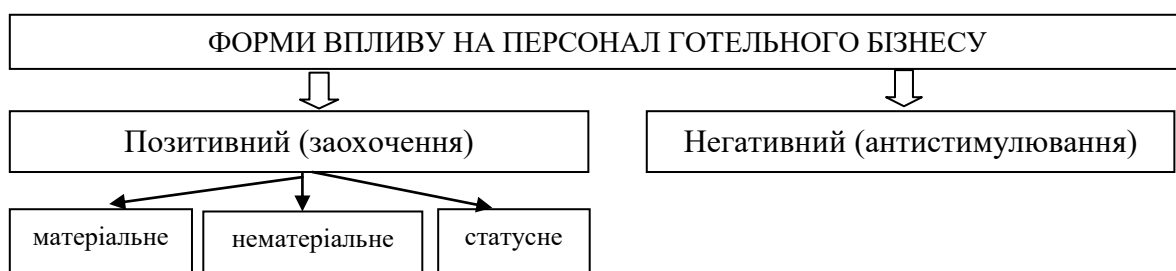 ФОРМИ ВПЛИВУ НА ПЕРСОНАЛ ГОТЕЛЬНОГО БІЗНЕСУ
Позитивний (заохочення)
Негативний (антистимулювання)
матеріальне
нематеріальне
статусне